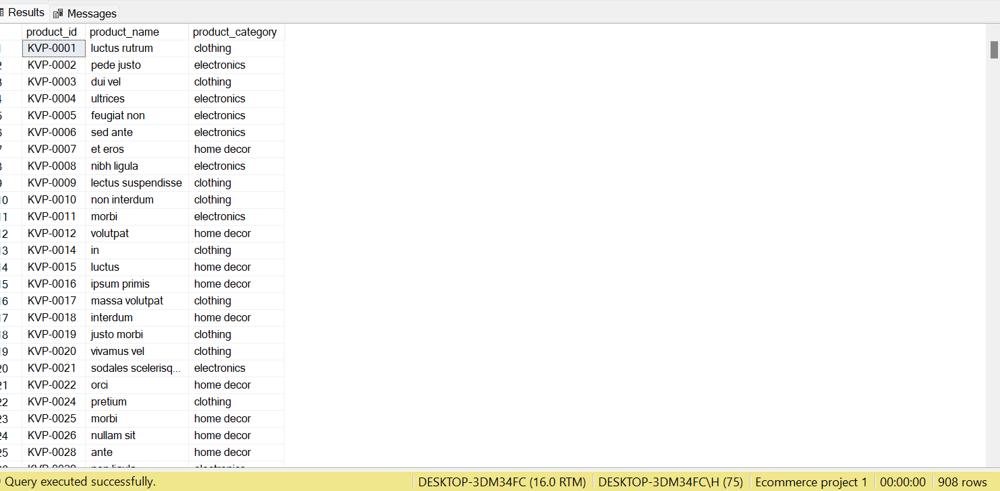 Results Messages
product_id product_name product_category
KVP-0001 luctus rutrum clothing
2 KVP-0002 pede justo electronics
3 KVP-0003 dui vel clothing
4 KVP-0004 ultrices electronics
5 KVP-0005 feugiat non electronics
6 KVP-0006 sed ante electronics
7 KVP-0007 et eros home decor
8 KVP-0008 nibh ligula electronics
9 KVP-0009 lectus suspendisse clothing
10 KVP-0010 non interdum clothing
11 KVP-0011 morbi electronics
12 KVP-0012 volutpat home decor
13 KVP-0014 in clothing
14 KVP-0015 luctus home decor
15 KVP-0016 ipsum primis home decor
16 KVP-0017 massa volutpat clothing
17 KVP-0018 interdum home decor
18 KVP-0019 justo morbi clothing
19 KVP-0020 vivamus vel clothing
20 KVP-0021 sodales scelerisq... electronics
21 KVP-0022 orci home decor
22 KVP-0024 pretium clothing
23 KVP-0025 morbi home decor
24 KVP-0026 nullam sit home decor
25 KVP-0028 ante home decor
Query executed successfully. DESKTOP-3DM34FC (16.0 RTM) DESKTOP-3DM34FC\H (75) Ecommerce project 1 00:00:00 908 rows